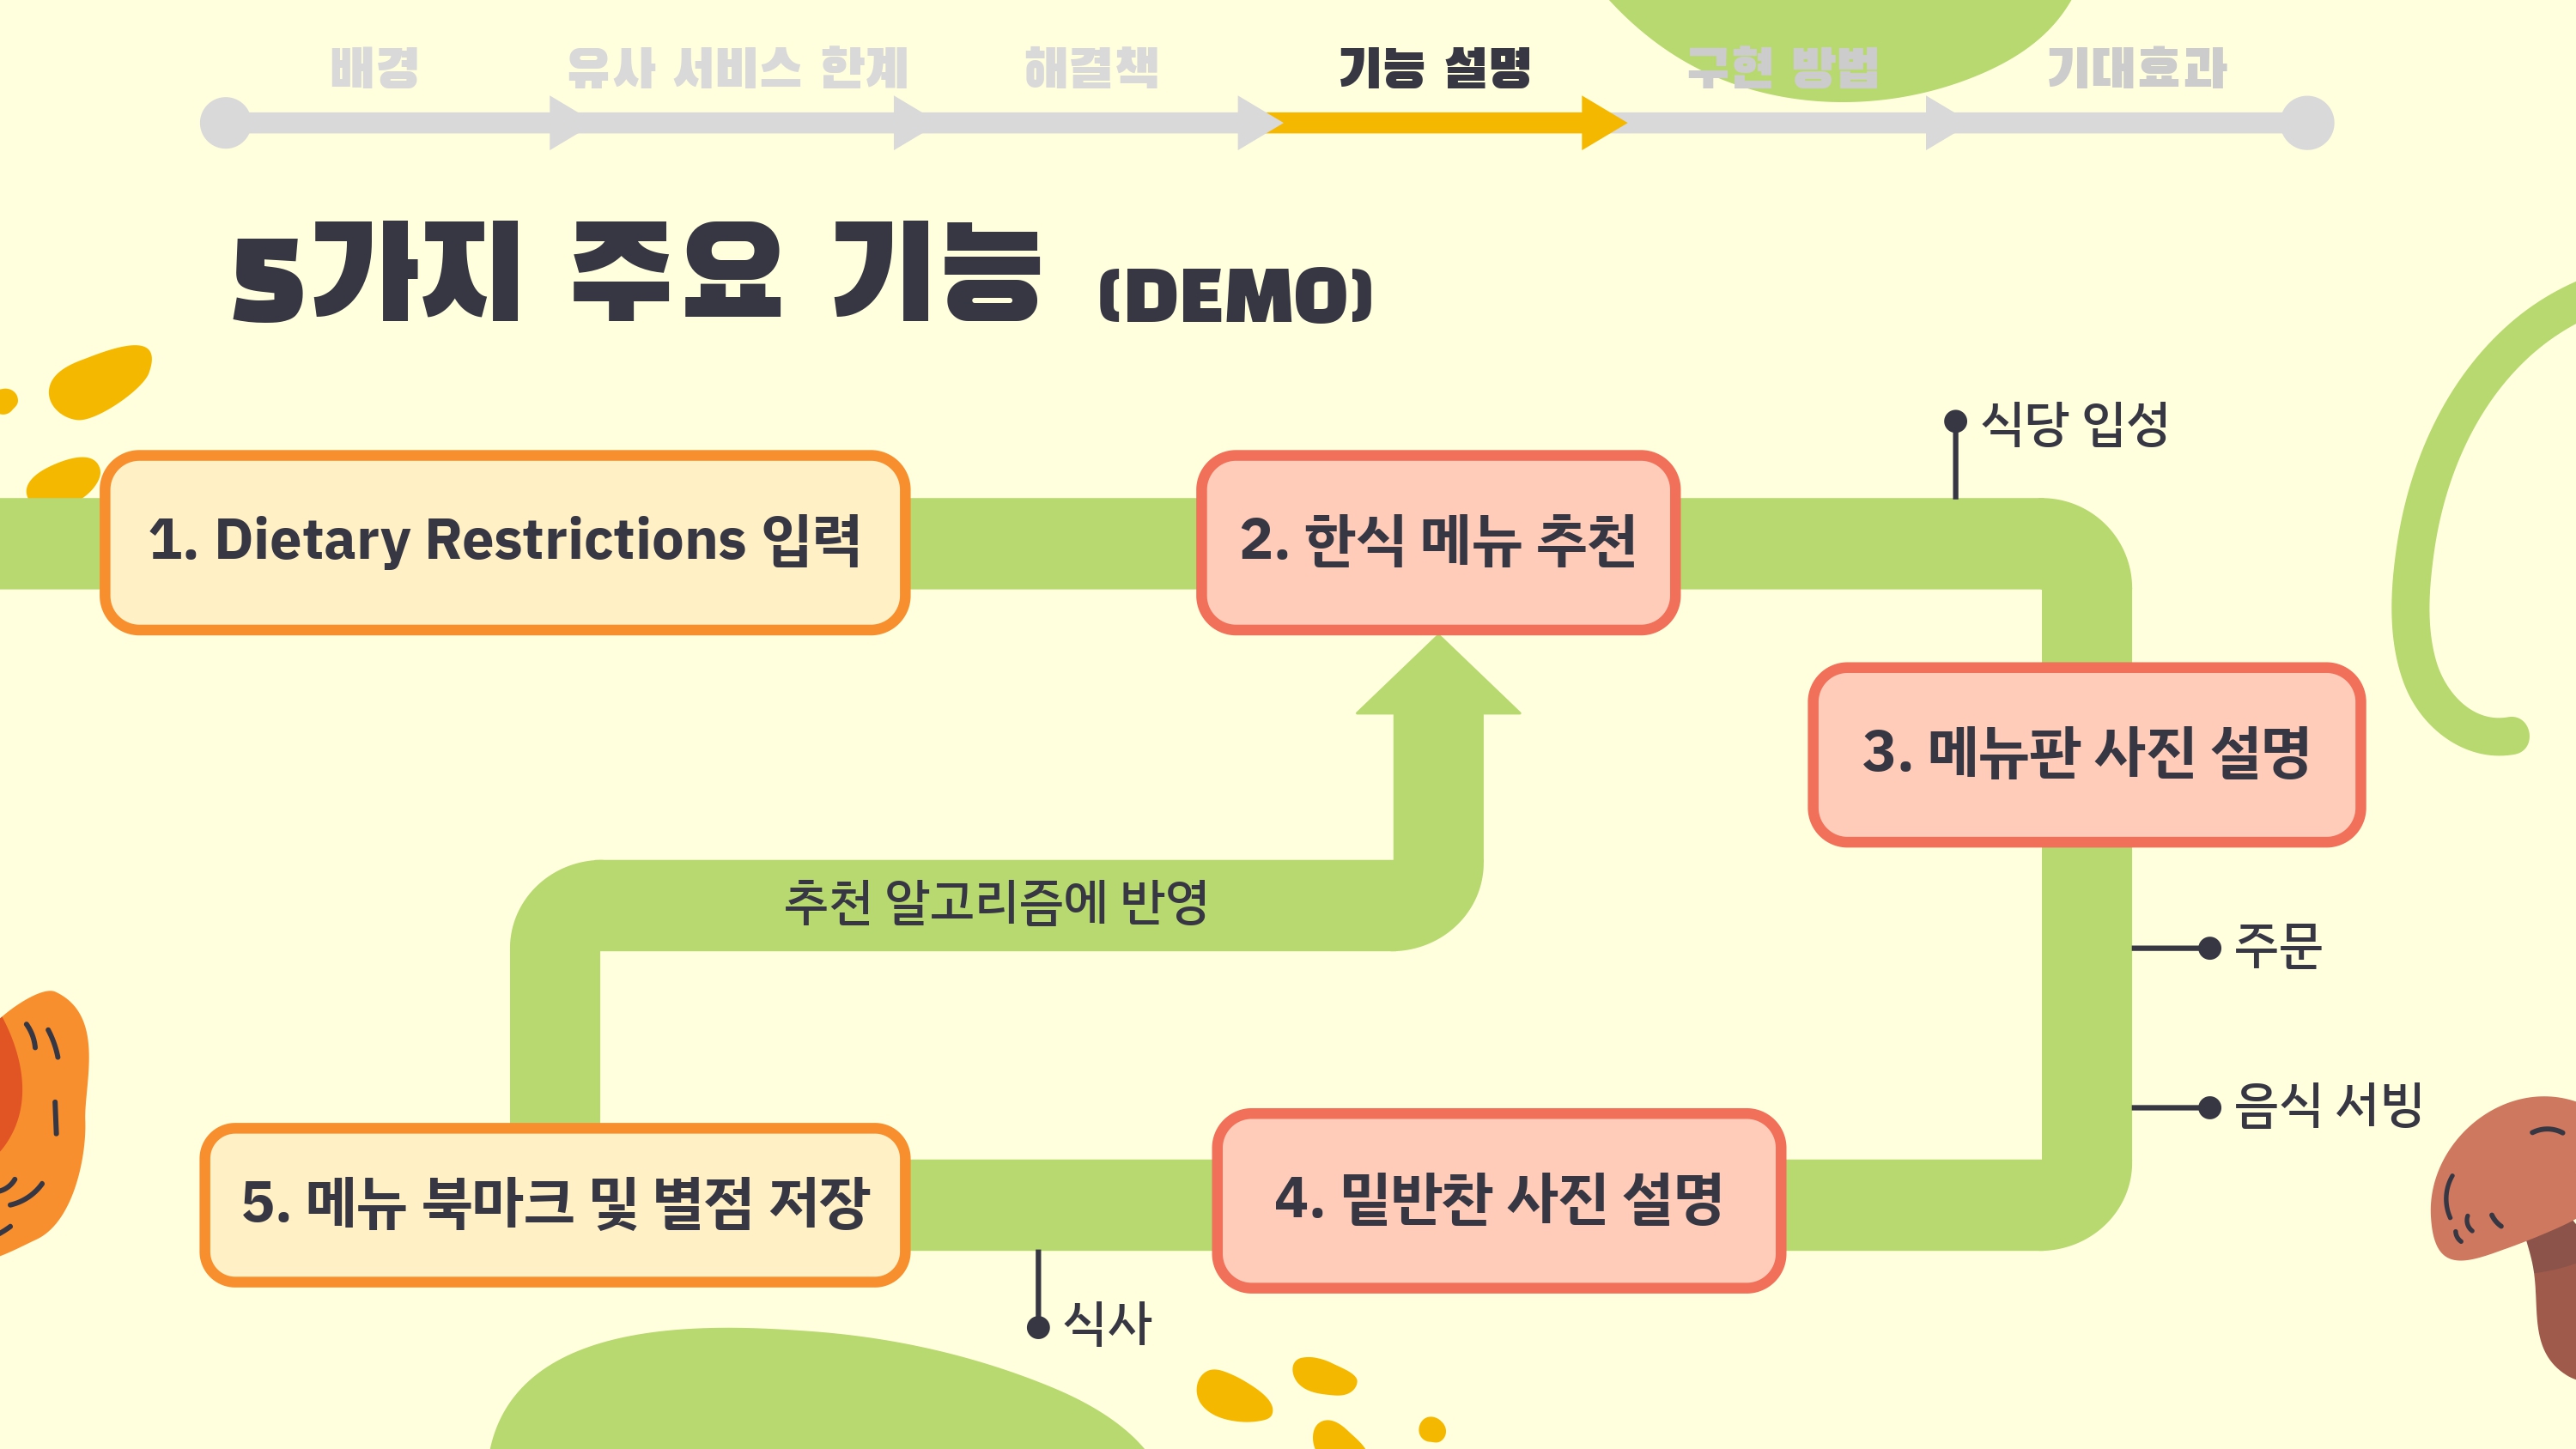 배경
유사 서비스 한계
해결책
기능 설명
구현 방법
기대효과
5가지 주요 기능 (DEMO)
식당 입성
1. Dietary Restrictions 입력
2. 한식 메뉴 추천
3. 메뉴판 사진 설명
추천 알고리즘에 반영
주문
음식 서빙
5. 메뉴 북마크 및 별점 저장
4. 밑반찬 사진 설명
식사